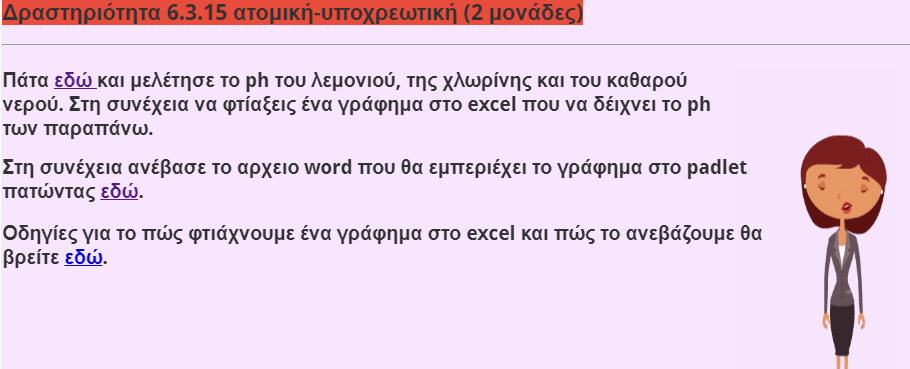 Δραστηριότητα 6.3.15 ατομική-υποχρεωτική (2 μονάδες)
Πάτα εδώ και μελέτησε το ph του λεμονιού, της χλωρίνης και του καθαρού
νερού. Στη συνέχεια να φτίαξεις ένα γράφημα στο excel που να δέιχνει το ph
των παραπάνω.
Στη συνέχεια ανέβασε το αρχειο word που θα εμπεριέχει το γράφημα στο padlet
πατώντας εδώ.
Οδηγίες για το πώς φτιάχνουμε ένα γράφημα στο excel και πώς το ανεβάζουμε θα
βρείτε εδώ.